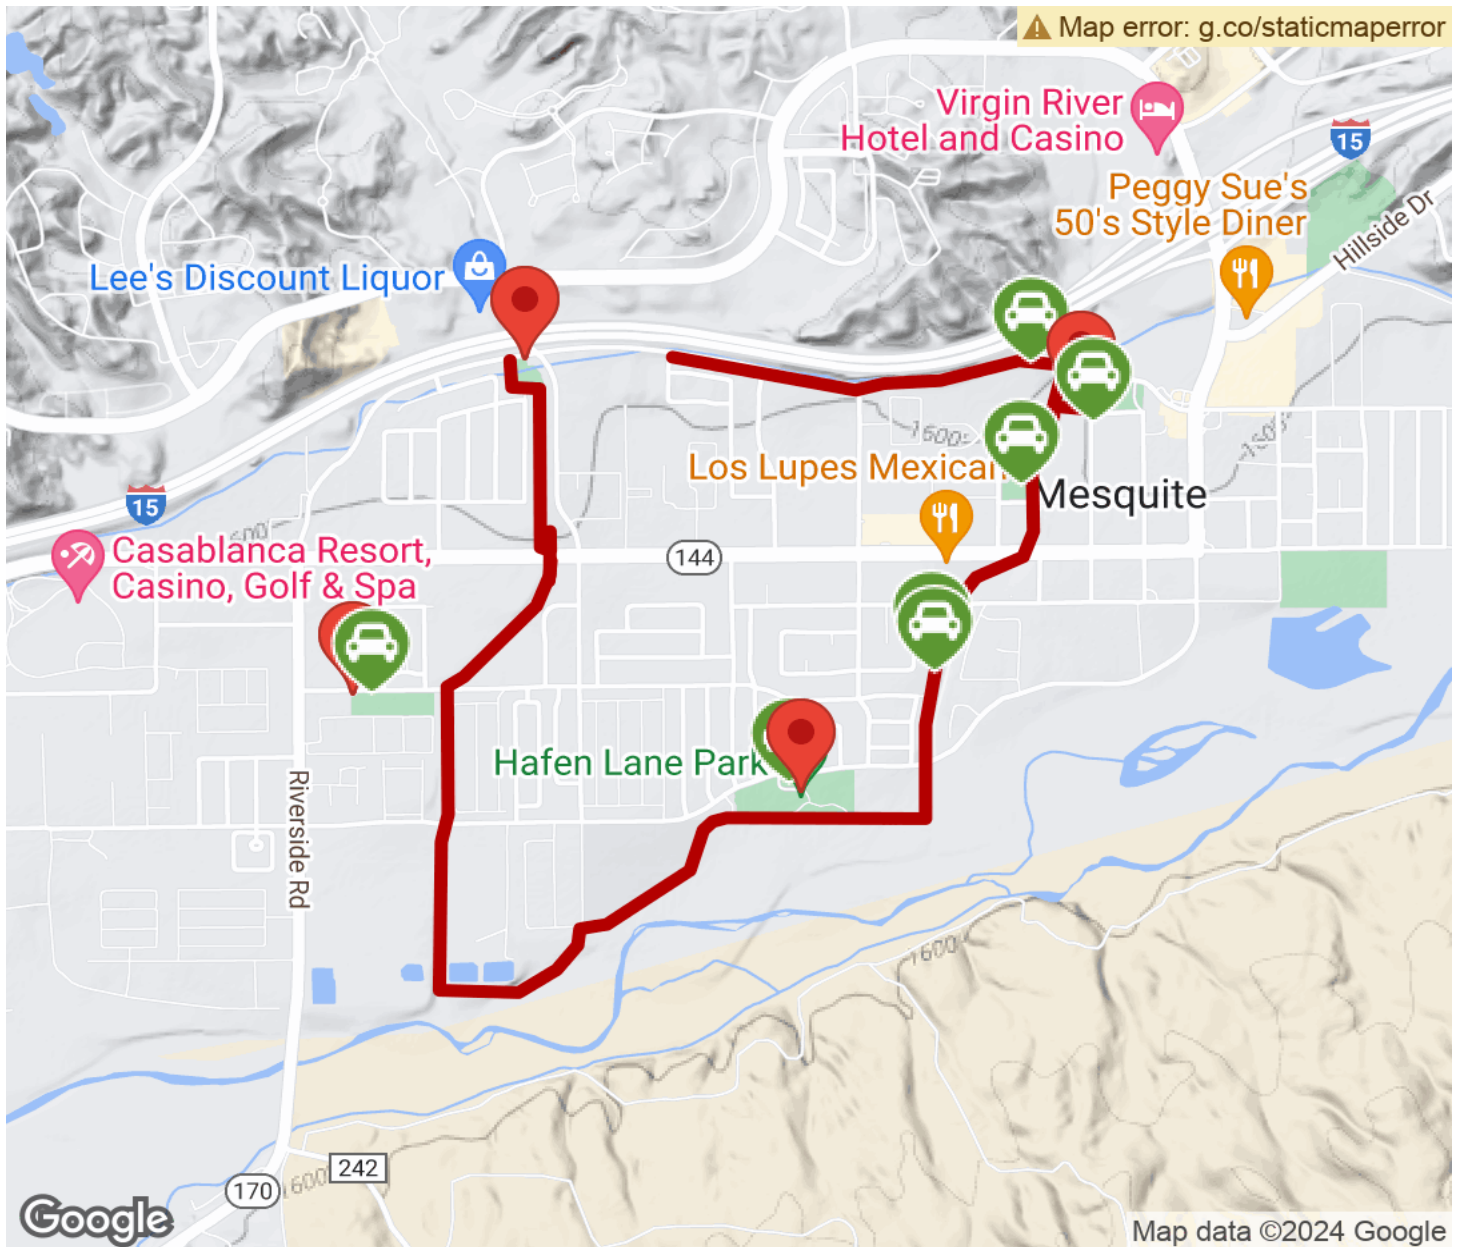 Map error: g.co/staticmaperror
Virgin River
Hotel and Casino
15
Peggy Sue's
50's Style Diner
Hillside Dr
Lee's Discount Liquor
1600
Los Lupes Mexican
Mesquite
15
600
144
Casablanca Resort,
Casino, Golf & Spa
Hafen Lane Park
Riverside Rd
1600
242
170
1600
Google
Map data ©2024 Google